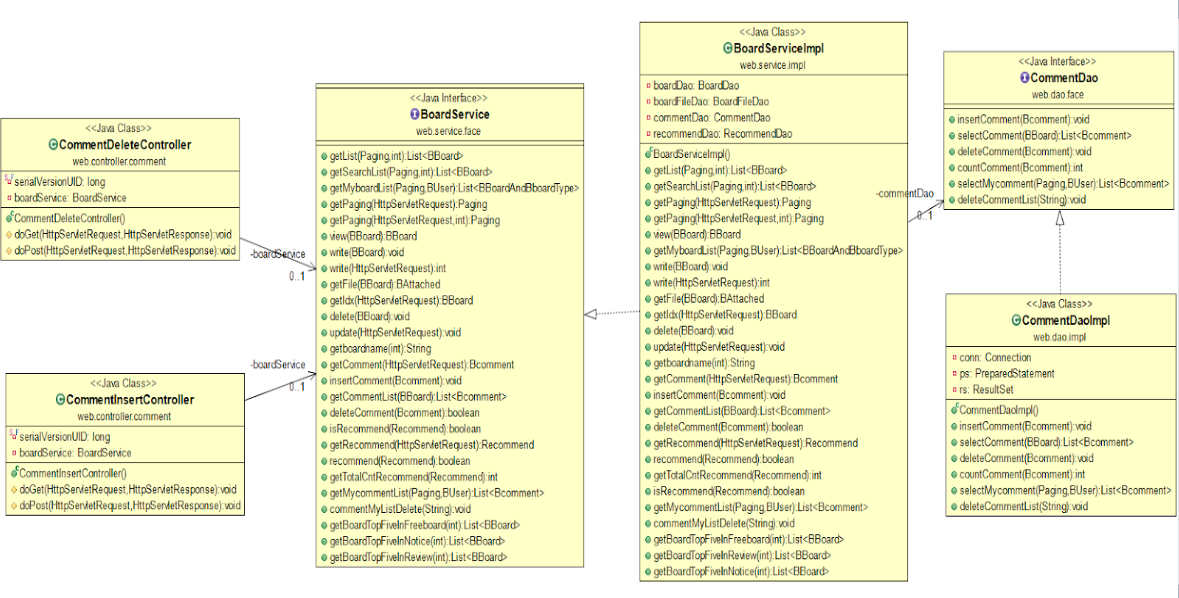 <<Java Class>>
CommentDeleteController
web.controller.comment
serialVersionUID: long
boardService: BoardService
CommentDeleteController()
doGet(HttpServletRequest,HttpServletResponse):void
doPost(HttpServletRequest,HttpServletResponse):void
-boardService
0..1
<<Java Class>>
CommentInsertController
web.controller.comment
serialVersionUID: long
boardService: BoardService
CommentInsertController()
doGet(HttpServletRequest,HttpServletResponse):void
doPost(HttpServletRequest,HttpServletResponse):void
-boardService
0..1
<<Java Interface>>
BoardService
web.service.face
getList(Paging,int):List<BBoard>
getSearchList(Paging,int):List<BBoard>
getMyboardList(Paging,BUser):List<BBoardAndBboardType>
getPaging(HttpServletRequest):Paging
getPaging(HttpServletRequest,int):Paging
view(BBoard):BBoard
write(BBoard):void
write(HttpServletRequest):int
getFile(BBoard):BAttached
getIdx(HttpServletRequest):BBoard
delete(BBoard):void
update(HttpServletRequest):void
getboardname(int):String
getComment(HttpServletRequest):Bcomment
insertComment(Bcomment):void
getCommentList(BBoard):List<Bcomment>
deleteComment(Bcomment):boolean
isRecommend(Recommend):boolean
getRecommend(HttpServletRequest):Recommend
recommend(Recommend):boolean
getTotalCntRecommend(Recommend):int
getMycommentList(Paging,BUser):List<Bcomment>
commentMyListDelete(String):void
getBoardTopFiveInFreeboard(int):List<BBoard>
getBoardTopFiveInNotice(int):List<BBoard>
getBoardTopFiveInReview(int):List<BBoard>
<<Java Class>>
BoardServiceImpl
web.service.impl
boardDao: BoardDao
boardFileDao: BoardFileDao
commentDao: CommentDao
recommendDao: RecommendDao
BoardServiceImpl()
getList(Paging,int):List<BBoard>
getSearchList(Paging,int):List<BBoard>
getPaging(HttpServletRequest):Paging
getPaging(HttpServletRequest,int):Paging
view(BBoard):BBoard
getMyboardList(Paging,BUser):List<BBoardAndBboardType>
write(BBoard):void
write(HttpServletRequest):int
getFile(BBoard):BAttached
getIdx(HttpServletRequest):BBoard
delete(BBoard):void
update(HttpServletRequest):void
getboardname(int):String
getComment(HttpServletRequest):Bcomment
insertComment(Bcomment):void
getCommentList(BBoard):List<Bcomment>
deleteComment(Bcomment):boolean
getRecommend(HttpServletRequest):Recommend
recommend(Recommend):boolean
getTotalCntRecommend(Recommend):int
isRecommend(Recommend):boolean
getMycommentList(Paging,BUser):List<Bcomment>
commentMyListDelete(String):void
getBoardTopFiveInFreeboard(int):List<BBoard>
getBoardTopFiveInReview(int):List<BBoard>
getBoardTopFiveInNotice(int):List<BBoard>
-commentDao
0..1
<<Java Interface>>
CommentDao
web.dao.face
insertComment(Bcomment):void
selectComment(BBoard):List<Bcomment>
deleteComment(Bcomment):void
countComment(Bcomment):int
selectMycomment(Paging,BUser):List<Bcomment>
deleteCommentList(String):void
<<Java Class>>
CommentDaoImpl
web.dao.impl
conn: Connection
ps: PreparedStatement
rs: ResultSet
CommentDaoImpl()
insertComment(Bcomment):void
selectComment(BBoard):List<Bcomment>
deleteComment(Bcomment):void
countComment(Bcomment):int
selectMycomment(Paging,BUser):List<Bcomment>
deleteCommentList(String):void